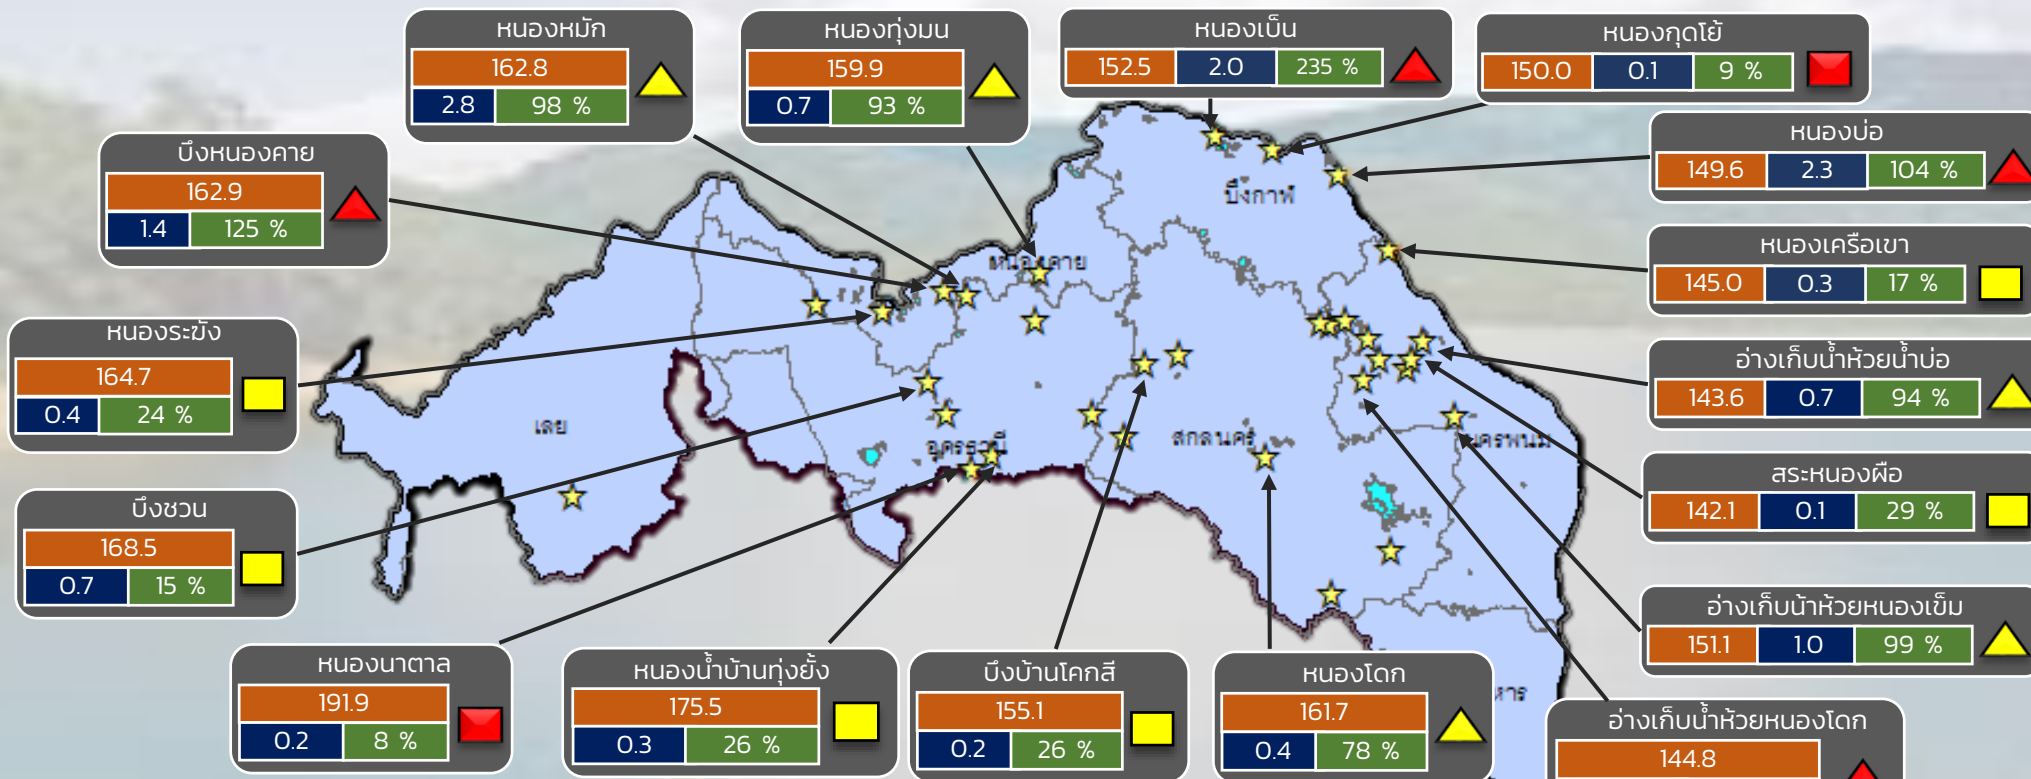 หนองหมัก
162.8
2.8 98 %
หนองทุ่งมน
159.9
0.7 93 %
หนองเบ็น
152.5 2.0 235 %
หนองกุดโย้
150.0 0.1 9 %
บึงหนองคาย
162.9
1.4 125 %
หนองบ่อ
149.6 2.3 104 %
หนองเครือเขา
145.0 0.3 17 %
หนองระฆัง
164.7
0.4 24 %
อ่างเก็บน้ำห้วยน้ำบ่อ
143.6 0.7 94 %
บึงชวน
168.5
0.7 15 %
สระหนองผือ
142.1 0.1 29 %
อ่างเก็บน้าห้วยหนองเข็ม
151.1 1.0 99 %
บึงกาฬ
หนองคาย
เลย
อุดรธานี
สกลนคร
นครพนม
หาร
หนองนาตาล
191.9
0.2 8 %
หนองน้ำบ้านทุ่งยั้ง
175.5
0.3 26 %
บึงบ้านโคกสี
155.1
0.2 26 %
หนองโดก
161.7
0.4 78 %
อ่างเก็บน้ำห้วยหนองโดก
144.8